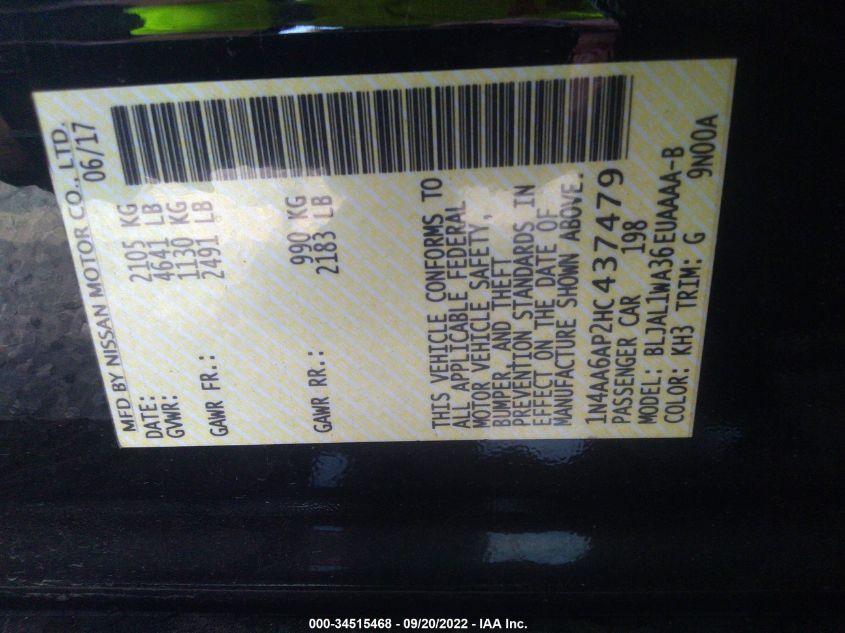 MFD BY NISSAN MOTOR CO., LTD.
DATE: 06/17
GVWR: 2105 KG
4641 LB
GAWR FR.: 1130 KG
2491 LB
GAWR RR.: 990 KG
2183 LB
THIS VEHICLE CONFORMS TO
ALL APPLICABLE FEDERAL
MOTOR VEHICLE SAFETY,
BUMPER, AND THEFT
PREVENTION STANDARDS IN
EFFECT ON THE DATE OF
MANUFACTURE SHOWN ABOVE.
1N4AA6AP2HC437479
PASSENGER CAR 198
MODEL: BLJAL1WA36EUAAAA-B
COLOR: KH3 TRIM: G 9N00A
000-34515468 - 09/20/2022 - IAA Inc.